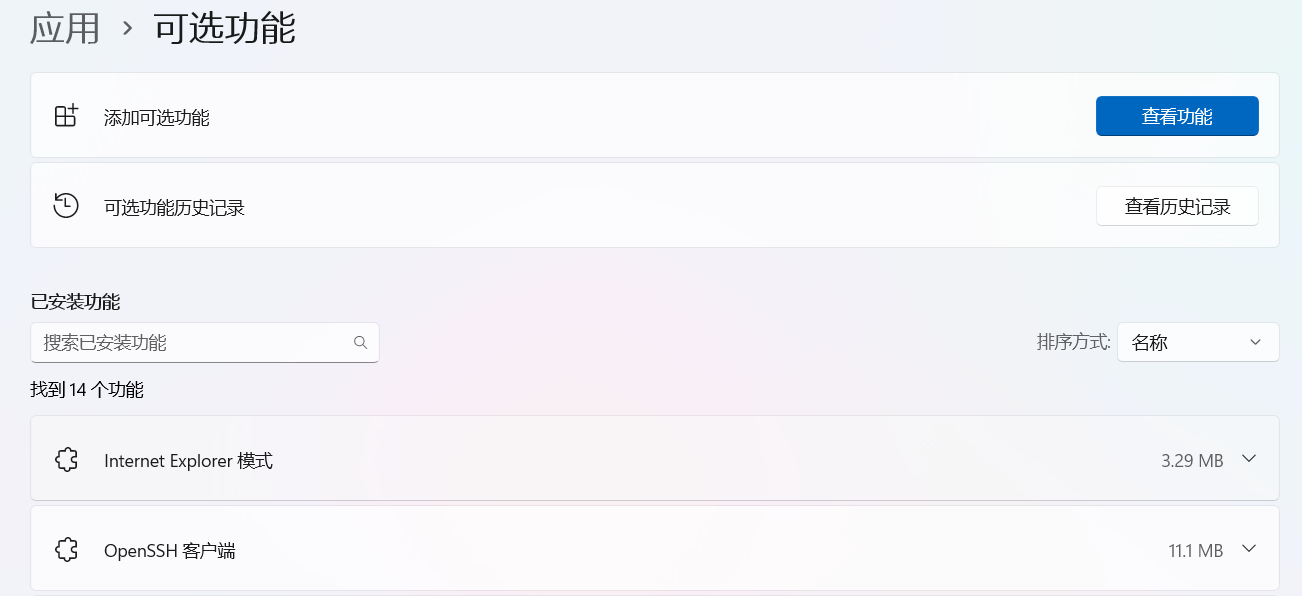 应用 › 可选功能
添加可选功能 查看功能
可选功能历史记录 查看历史记录
已安装功能
搜索已安装功能 排序方式: 名称
找到 14 个功能
Internet Explorer 模式 3.29 MB
OpenSSH 客户端 11.1 MB